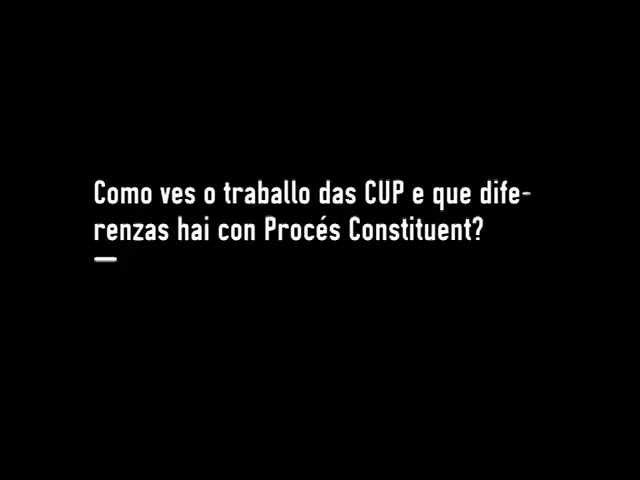 Como ves o traballo das CUP e que dife-
renzas hai con Procés Constituent?